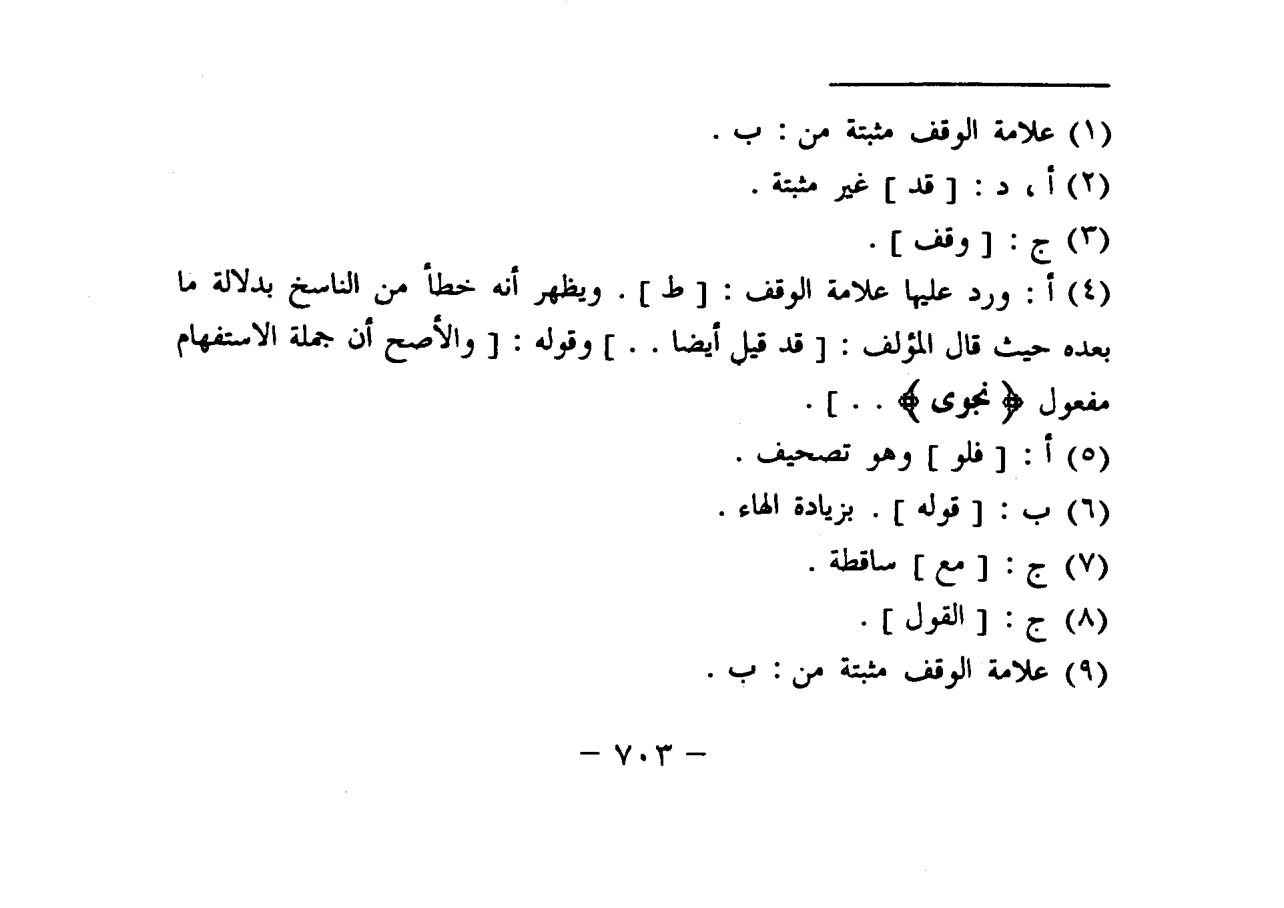 (١) علامة الوقف مثبتة من : ب .
(٢) أ ، د : [ قد ] غير مثبتة .
(٣) ج : [ وقف ] .
(٤) أ : ورد عليها علامة الوقف : [ ط ] . ويظهر أنه خطأ من الناسخ بدلالة ما
بعده حيث قال المؤلف : [ قد قيل أيضا . . ] وقوله : [ والأصح أن جملة الاستفهام
مفعول ﴿ نجوى ﴾ . . ] .
(٥) أ : [ فلو ] وهو تصحيف .
(٦) ب : [ قوله ] . بزيادة الهاء .
(٧) ج : [ مع ] ساقطة .
(٨) ج : [ القول ] .
(٩) علامة الوقف مثبتة من : ب .
– ٧٠٣ –